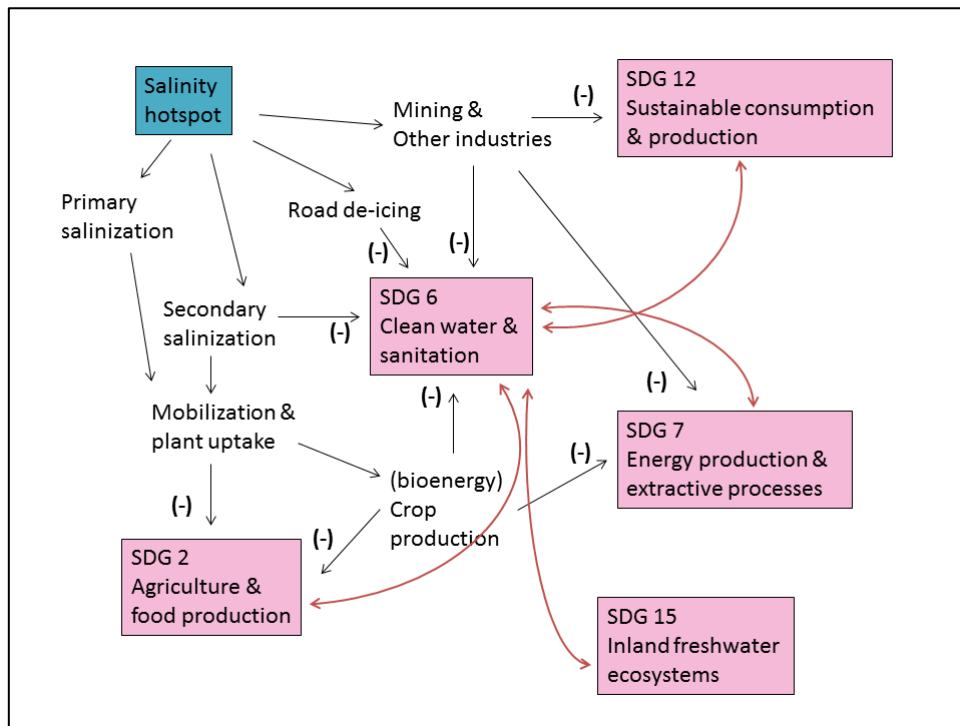 Salinity
hotspot
Mining &
Other industries
(-)
SDG 12
Sustainable consumption
& production
Primary
salinization
Road de-icing
(-)
(-)
SDG 6
Clean water &
sanitation
Secondary
salinization
(-)
(-)
(-)
Mobilization &
plant uptake
SDG 7
Energy production &
extractive processes
(-)
(bioenergy)
Crop
production
(-)
(-)
SDG 2
Agriculture &
food production
SDG 15
Inland freshwater
ecosystems